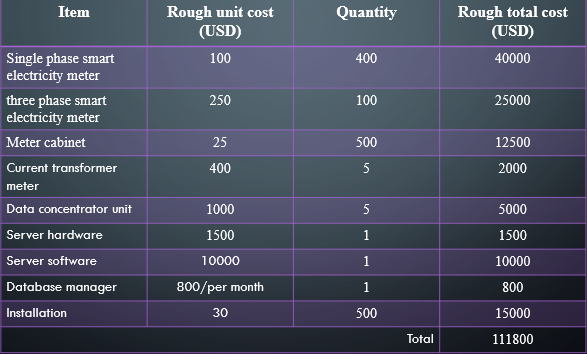 Item Rough unit cost Quantity Rough total cost
(USD) (USD)
Single phase smart 100 400 40000
electricity meter
three phase smart 250 100 25000
electricity meter
Meter cabinet 25 500 12500
Current transformer 400 5 2000
meter
Data concentrator unit 1000 5 5000
Server hardware 1500 1 1500
Server software 10000 1 10000
Database manager 800/per month 1 800
Installation 30 500 15000
Total 111800